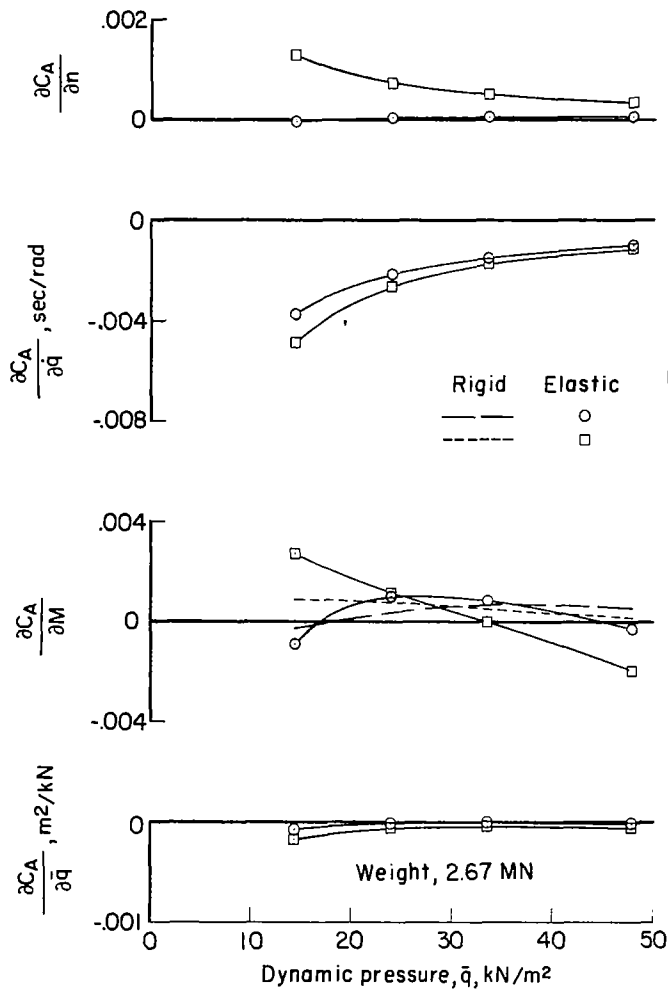 .002
∂C_A/∂n
0
0
∂C_A/∂q̇, sec/rad
-.004
-.008
Rigid Elastic
.004
∂C_A/∂M
0
-.004
0
∂C_A/∂q̄, m²/kN
Weight, 2.67 MN
-.001
0 10 20 30 40 50
Dynamic pressure, q̄, kN/m²